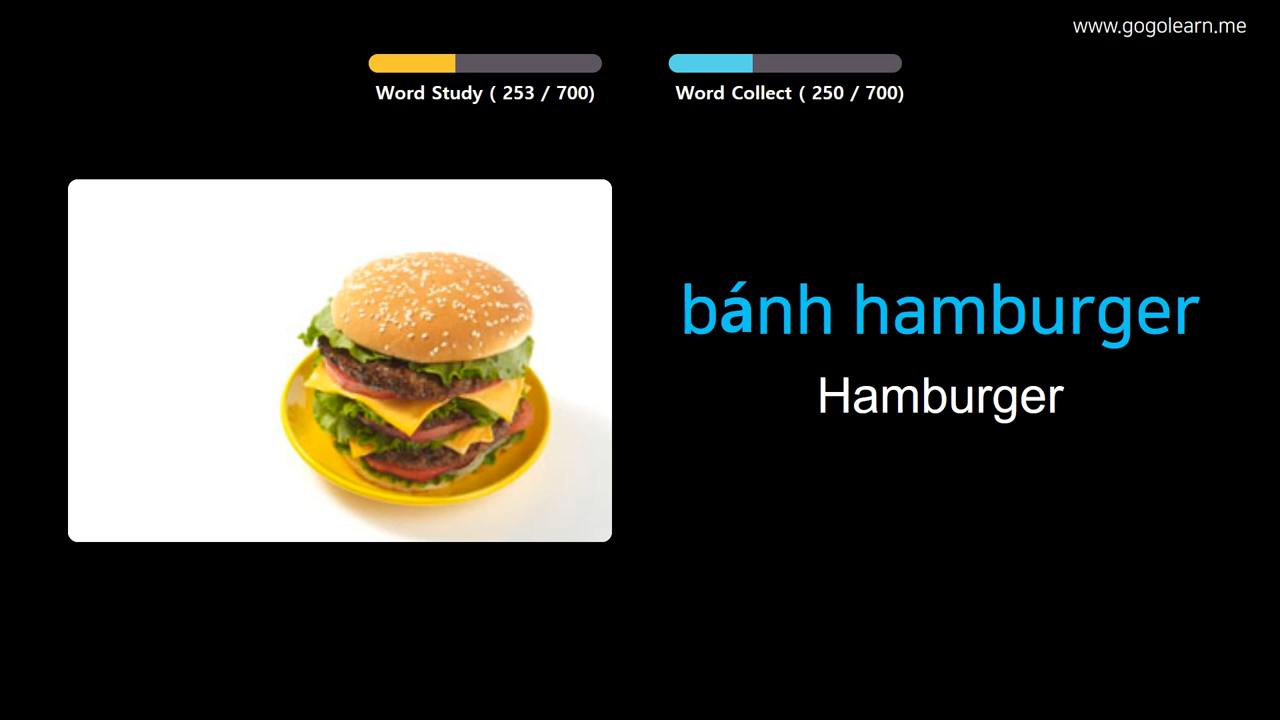 www.gogolearn.me
Word Study ( 253 / 700)
Word Collect ( 250 / 700)
bánh hamburger
Hamburger